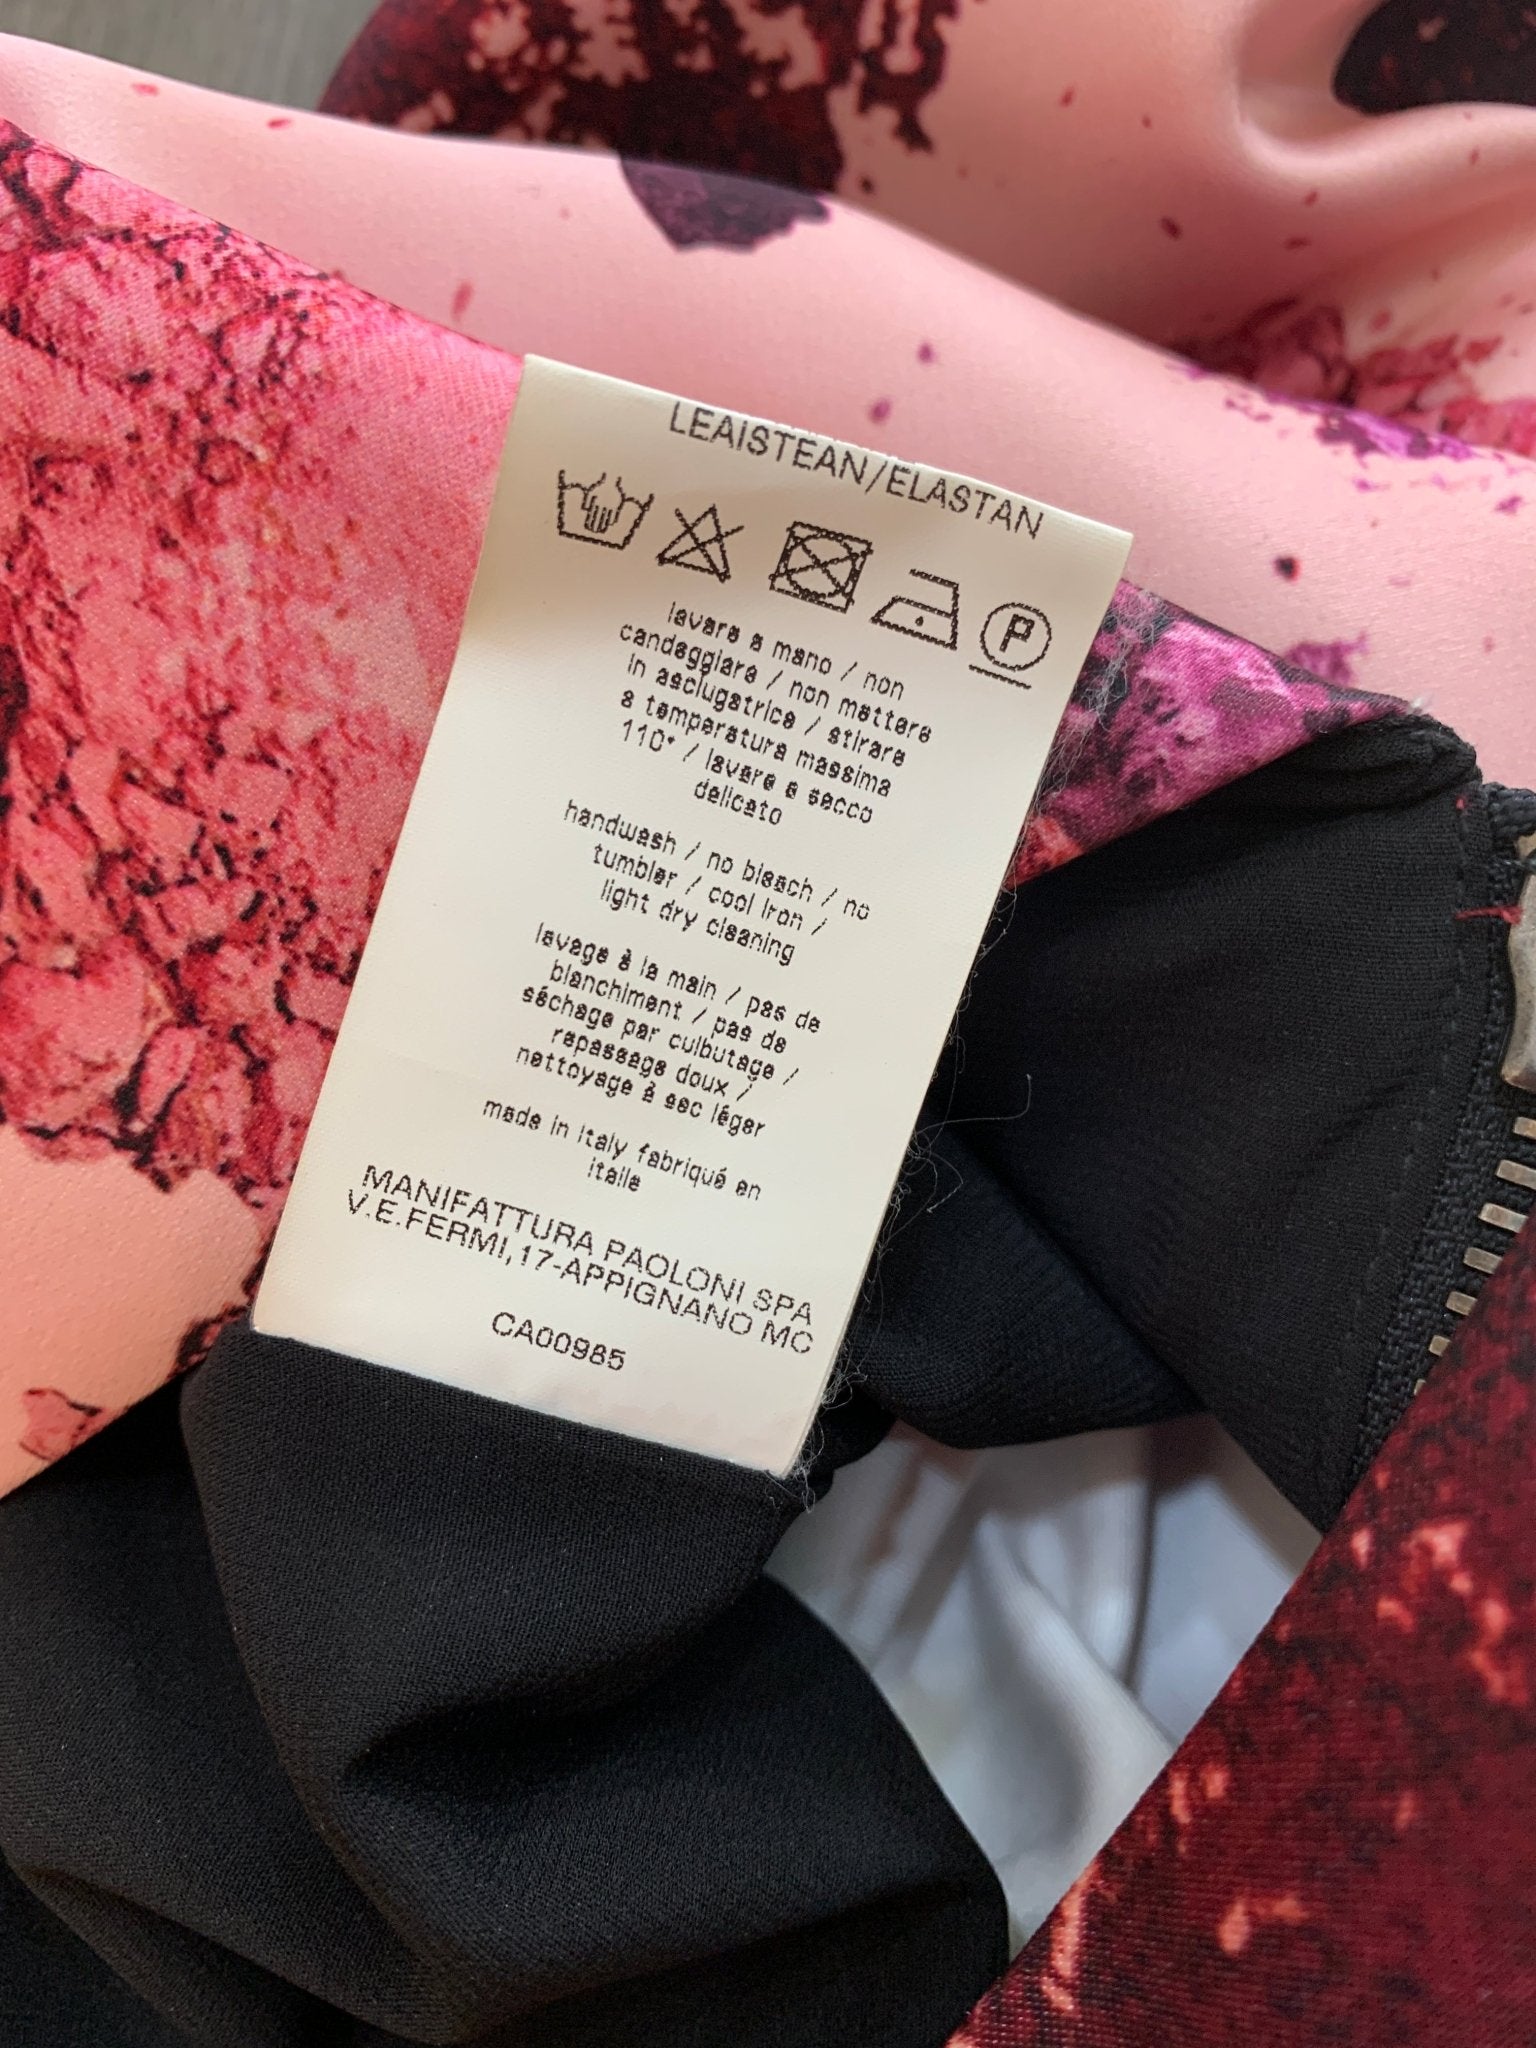 LEAISTEAN/ELASTAN
P
lavare a mano / non
candeggiare / non mettere
in asciugatrice / stirare
a temperatura massima
110° / lavare a secco
delicato
handwash / no bleach / no
tumbler / cool iron /
light dry cleaning
lavage à la main / pas de
blanchiment / pas de
séchage par culbutage /
repassage doux /
nettoyage à sec léger
made in Italy fabriqué en
Italie
MANIFATTURA PAOLONI SPA
V.E.FERMI,17-APPIGNANO MC
CA00985